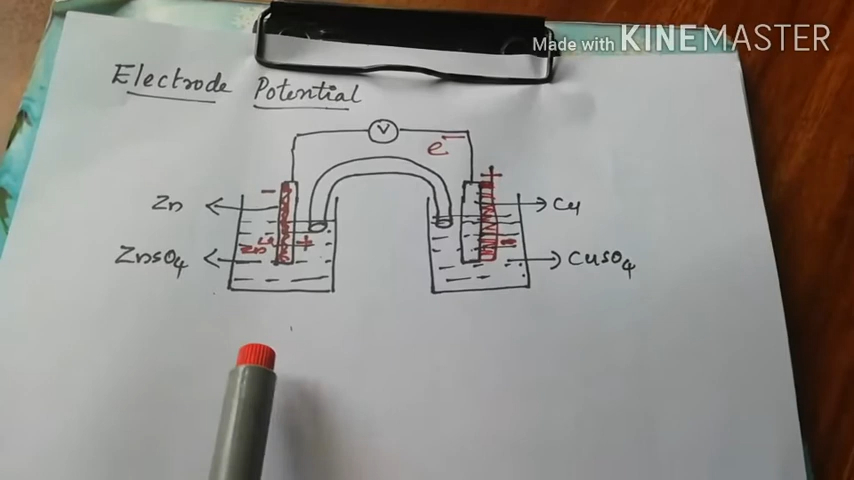 Made with KINEMASTER
Electrode Potential
V
e
Zn
Cu
ZnSO4
CuSO4